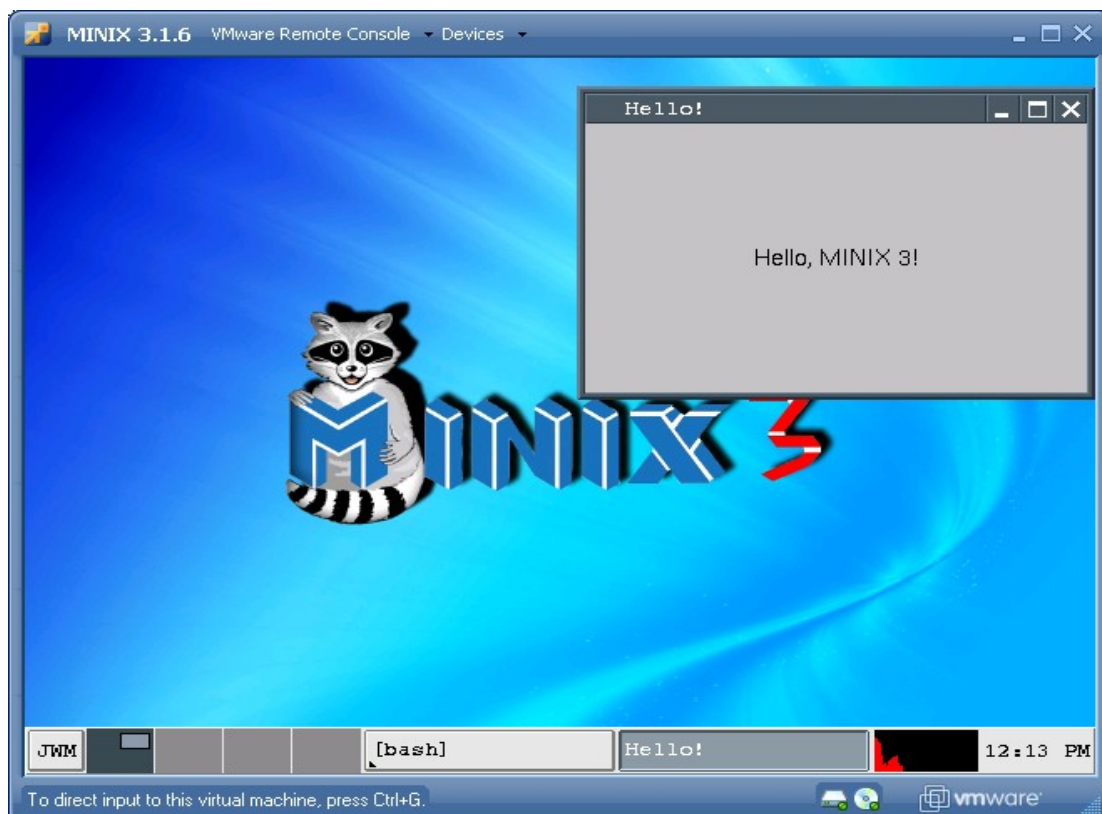 MINIX 3.1.6 VMware Remote Console Devices
Hello!
Hello, MINIX 3!
MINIX 3
JWM [bash] Hello! 12:13 PM
To direct input to this virtual machine, press Ctrl+G. vmware